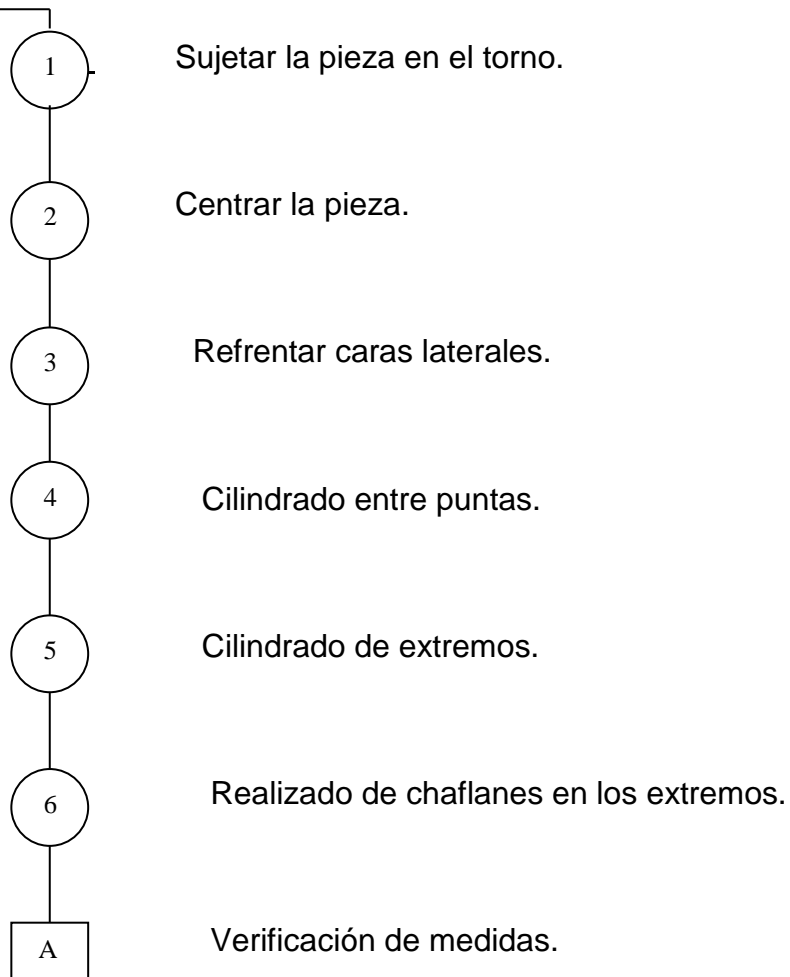 1 Sujetar la pieza en el torno.
2 Centrar la pieza.
3 Refrentar caras laterales.
4 Cilindrado entre puntas.
5 Cilindrado de extremos.
6 Realizado de chaflanes en los extremos.
A Verificación de medidas.